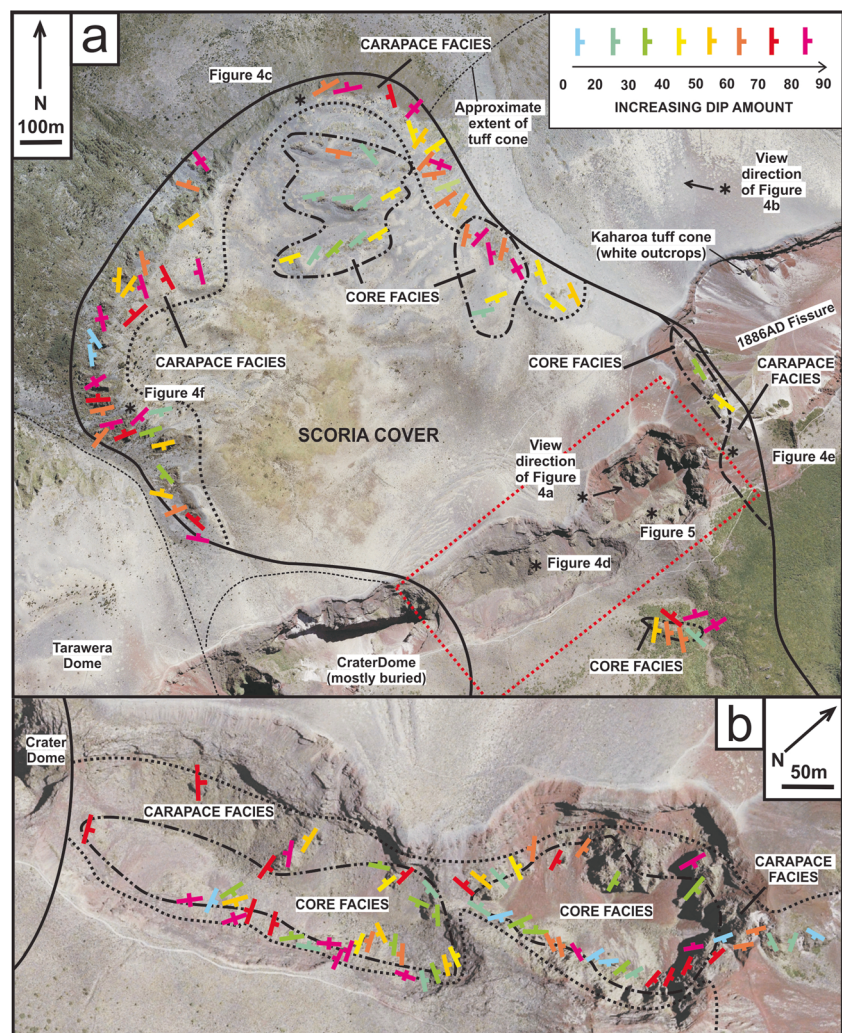 a
N
100m
Figure 4c
CARAPACE FACIES
Approximate
extent of
tuff cone
0 20 30 40 50 60 70 80 90
INCREASING DIP AMOUNT
View
direction
of Figure
4b
Kaharoa tuff cone
(white outcrops)
1886AD Fissure
CORE FACIES
CORE
FACIES
CARAPACE
FACIES
CARAPACE FACIES
Figure 4f
SCORIA COVER
View
direction
of Figure
4a
Figure 4e
Figure 5
Figure 4d
Tarawera
Dome
CraterDome
(mostly buried)
CORE
FACIES
b
N
50m
Crater
Dome
CARAPACE FACIES
CORE FACIES
CORE FACIES
CARAPACE
FACIES